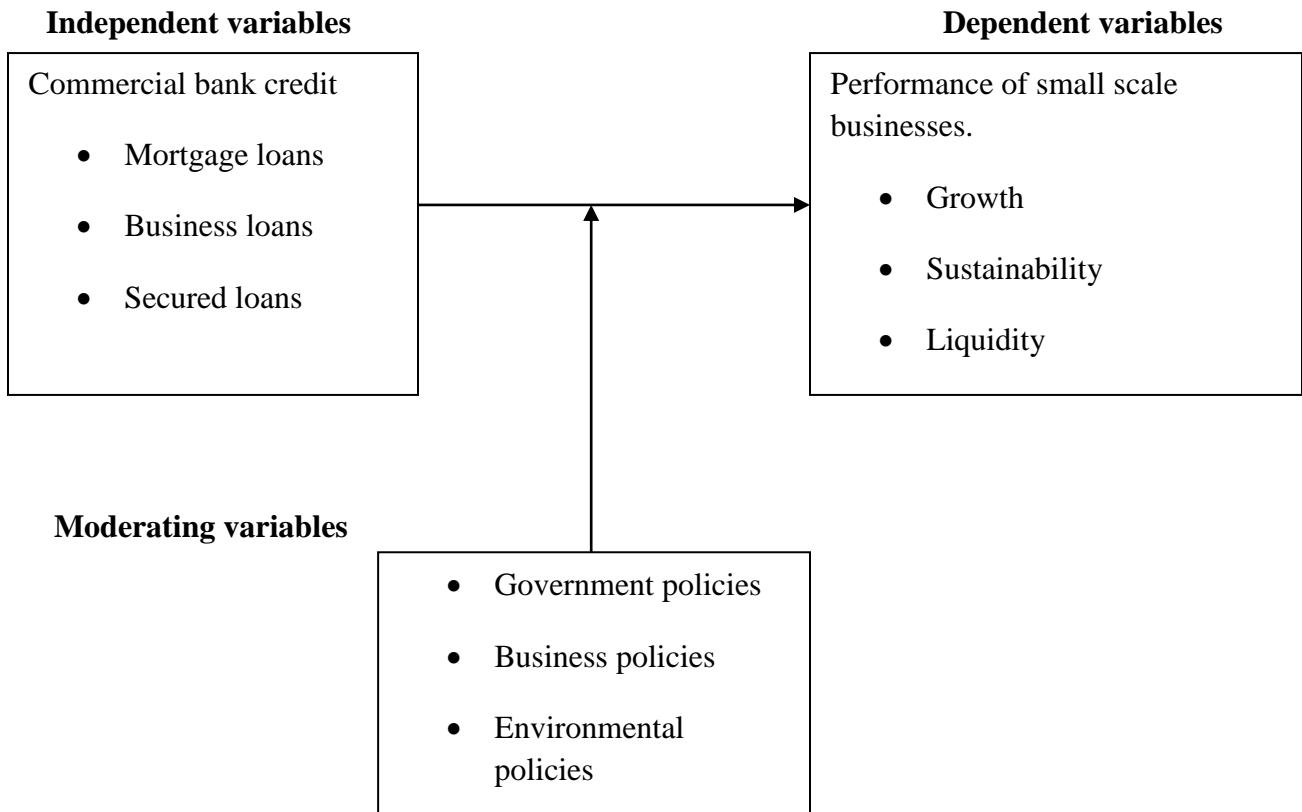 Independent variables
Commercial bank credit
• Mortgage loans
• Business loans
• Secured loans
Dependent variables
Performance of small scale
businesses.
• Growth
• Sustainability
• Liquidity
Moderating variables
• Government policies
• Business policies
• Environmental
policies